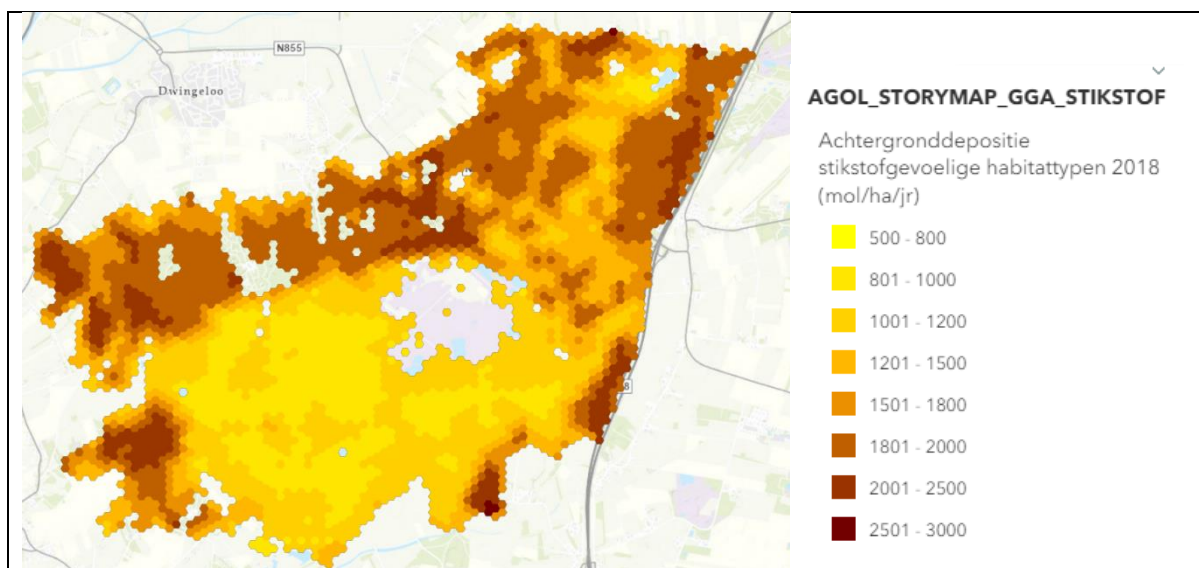 N855
Dwingeloo
8
AGOL_STORYMAP_GGA_STIKSTOF
Achtergronddepositie
stikstofgevoelige habitattypen 2018
(mol/ha/jr)
500 - 800
801 - 1000
1001 - 1200
1201 - 1500
1501 - 1800
1801 - 2000
2001 - 2500
2501 - 3000